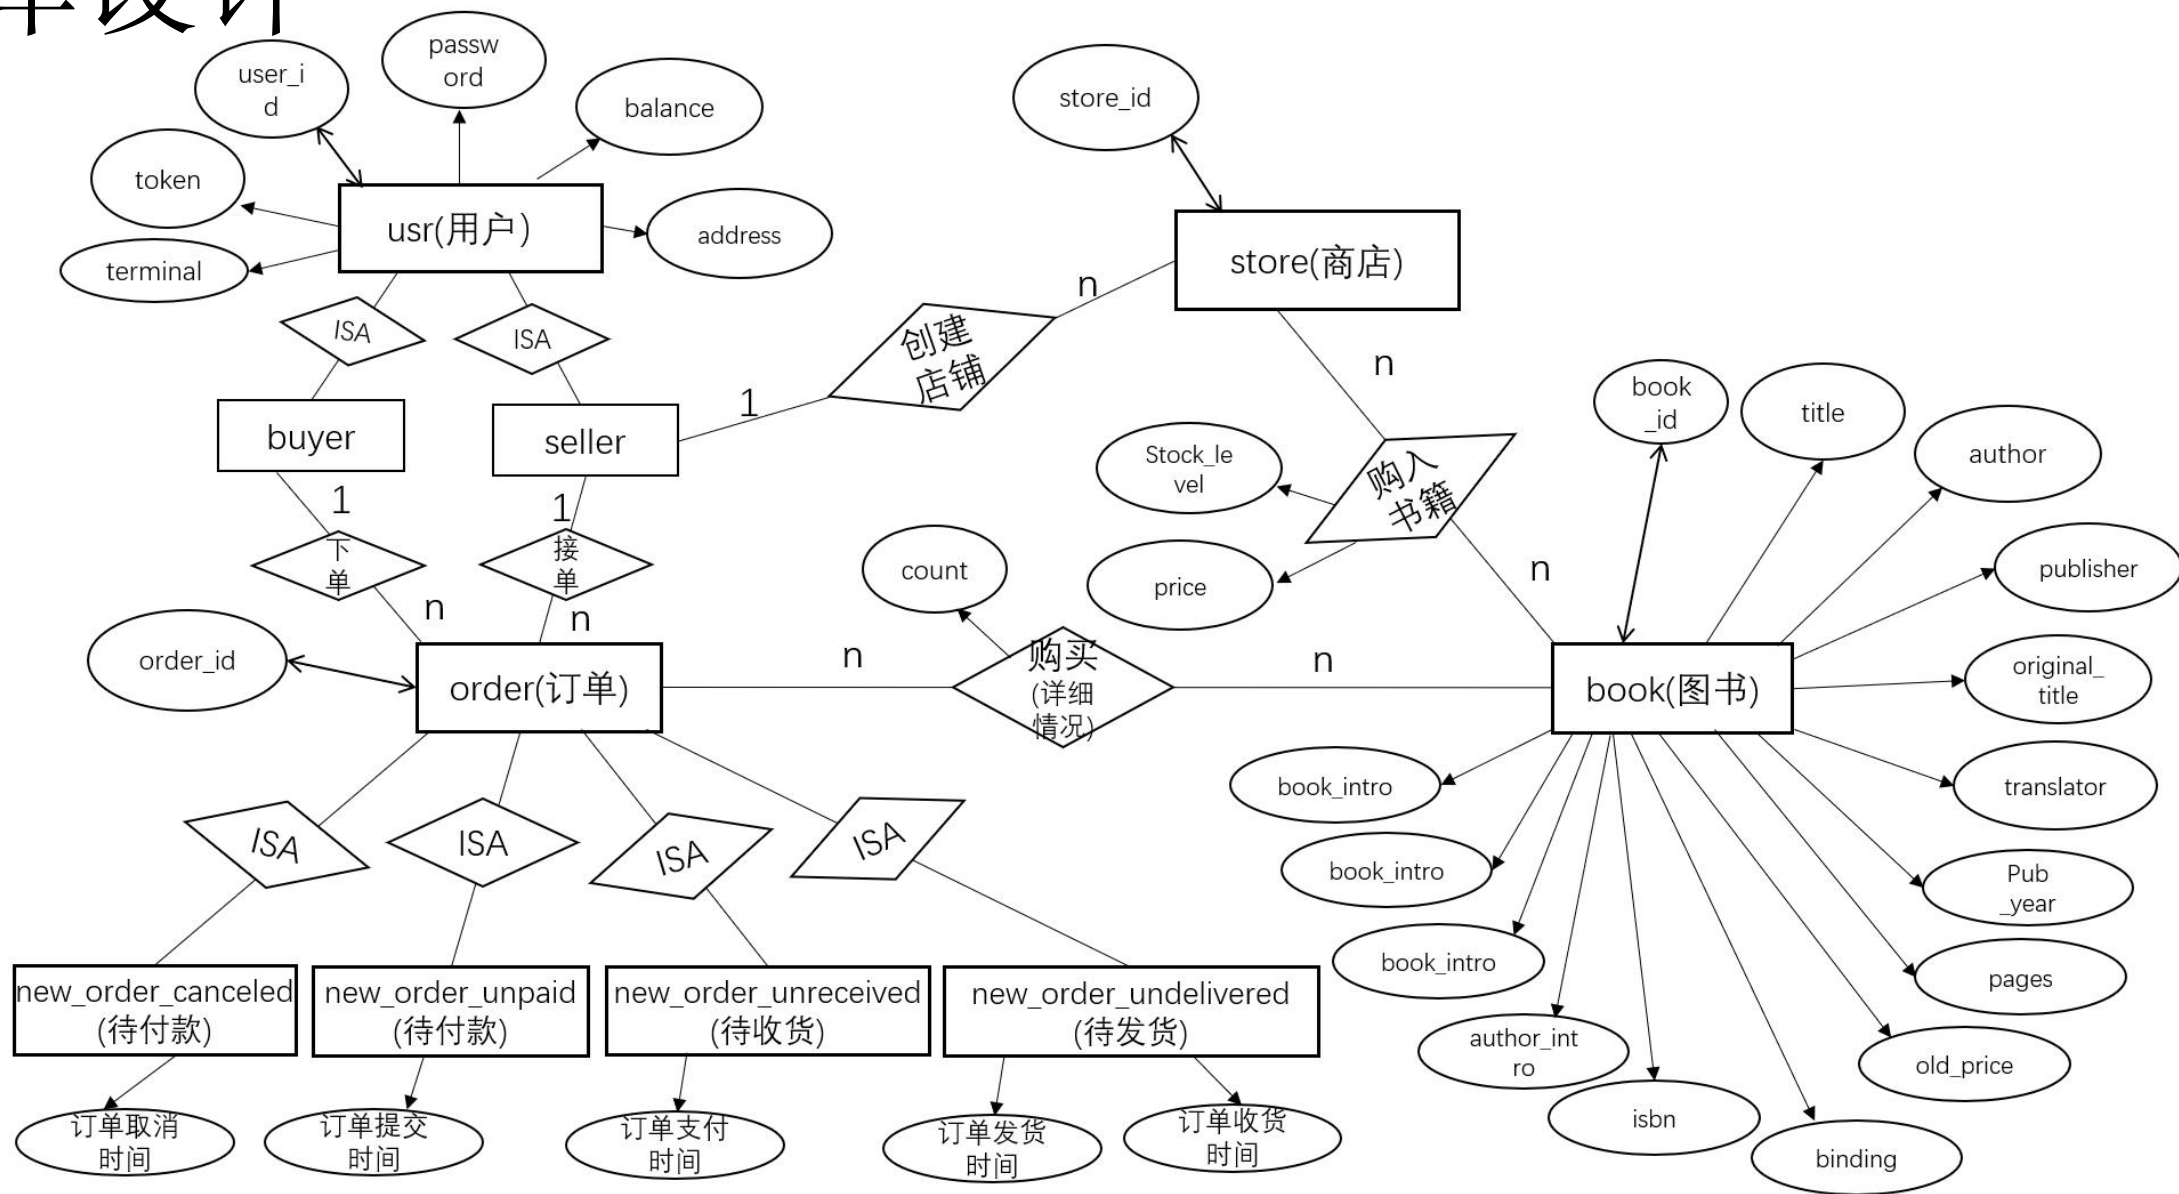 单设计
user_i
d
passw
ord
balance
token
terminal
usr(用户)
address
store_id
store(商店)
ISA
ISA
创建
店铺
n
1
buyer
seller
n
1
1
下
单
接
单
n
n
Stock_le
vel
购入
书籍
price
n
book
_id
title
author
publisher
original_
title
translator
Pub
_year
pages
old_price
binding
isbn
author_int
ro
book_intro
book_intro
book_intro
book(图书)
count
购买
(详细
情况)
n
n
order_id
order(订单)
ISA
ISA
ISA
ISA
new_order_canceled
(待付款)
new_order_unpaid
(待付款)
new_order_unreceived
(待收货)
new_order_undelivered
(待发货)
订单取消
时间
订单提交
时间
订单支付
时间
订单发货
时间
订单收货
时间